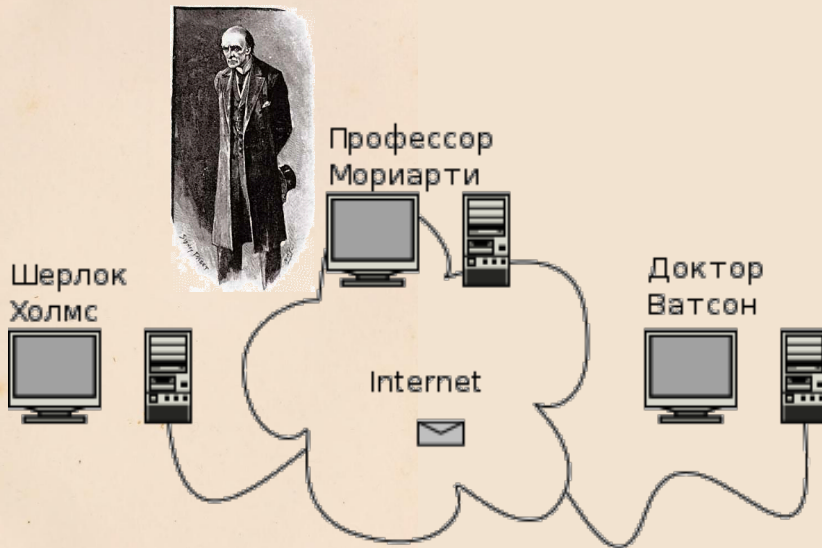 Профессор
Мориарти
Шерлок
Холмс
Доктор
Ватсон
Internet